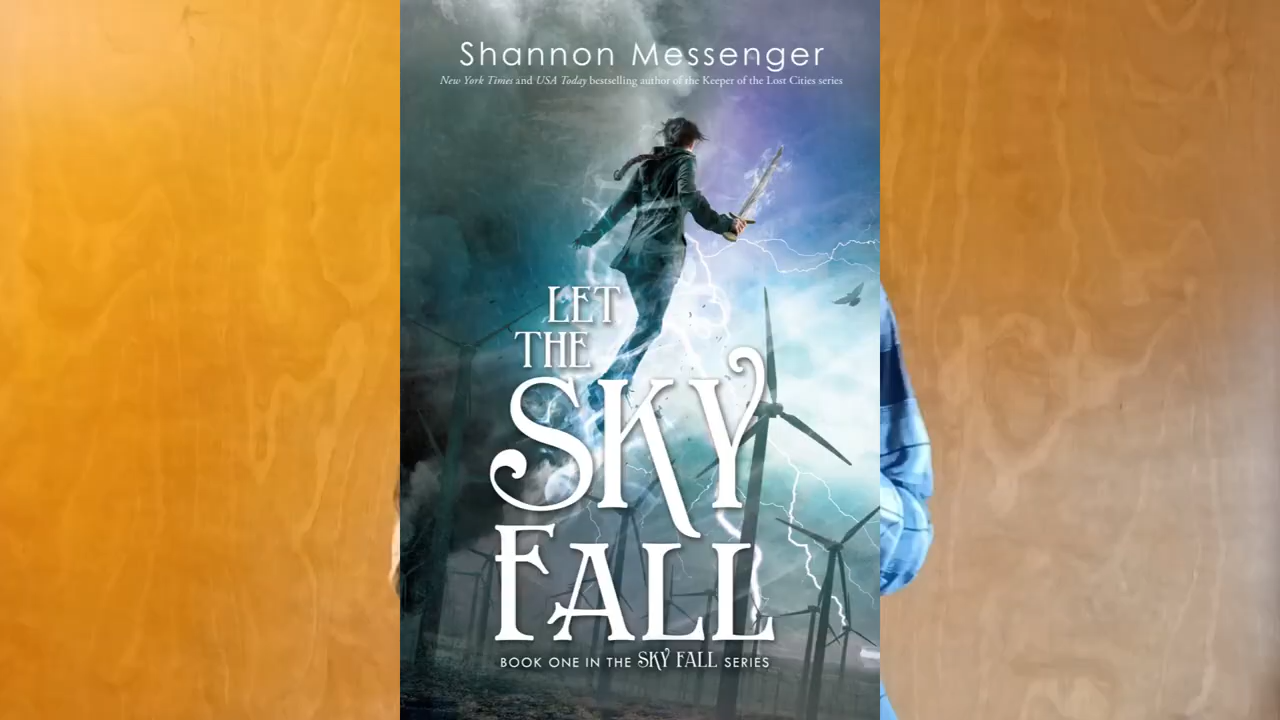 Shannon Messenger
New York Times and USA Today bestselling author of the Keeper of the Lost Cities series
LET
THE
SKY
FALL
BOOK ONE IN THE SKY FALL SERIES